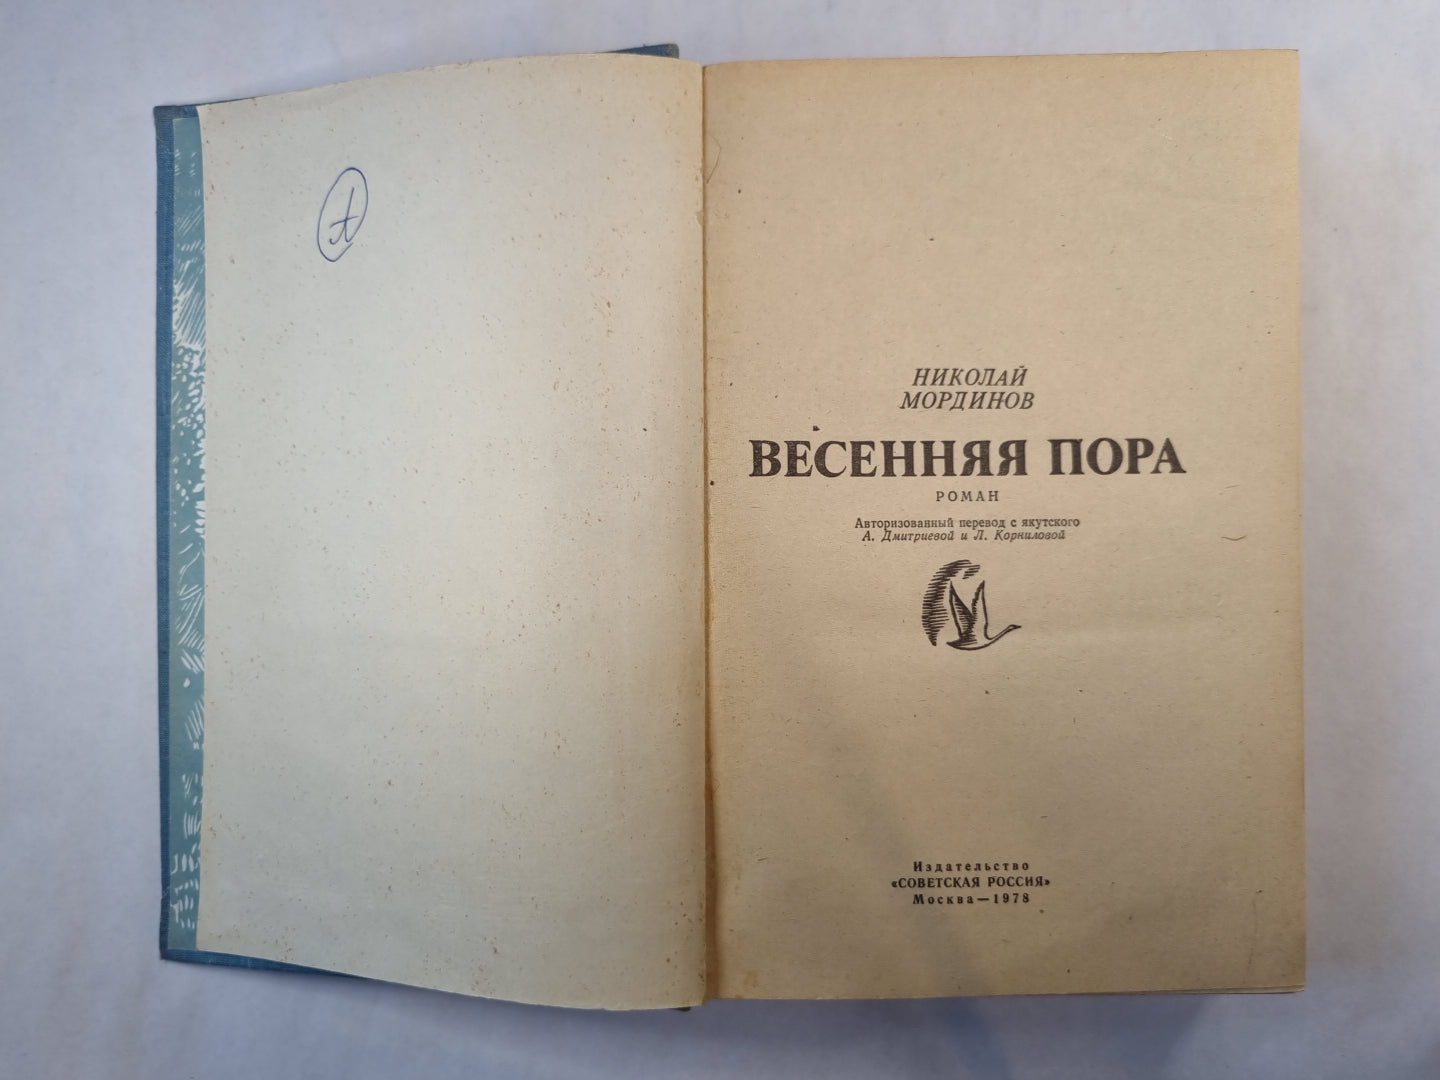 А
НИКОЛАЙ
МОРДИНОВ
ВЕСЕННЯЯ ПОРА
РОМАН
Авторизованный перевод с якутского
А. Дмитриевой и Л. Корниловой
Издательство
«СОВЕТСКАЯ РОССИЯ»
Москва—1978